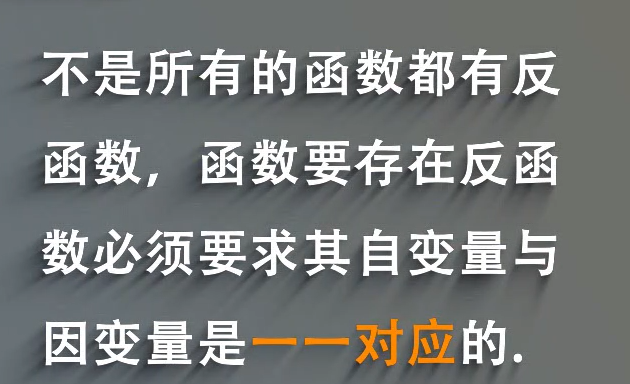 不是所有的函数都有反
函数，函数要存在反函
数必须要求其自变量与
因变量是一一对应的.